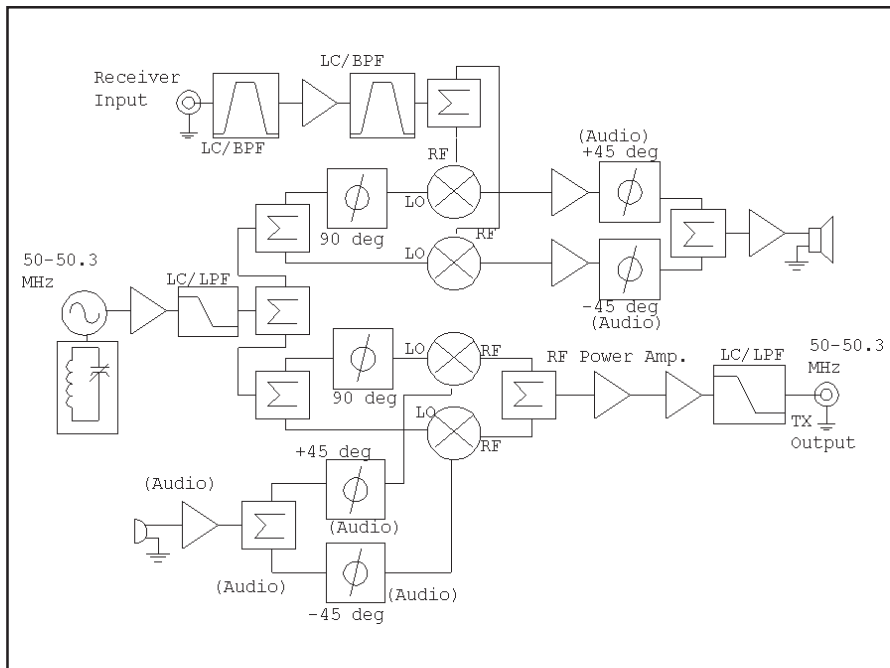 LC/BPF
Receiver
Input
LC/BPF
Σ
RF
(Audio)
+45 deg
LO
90 deg
Σ
RF
LO
Σ
-45 deg
(Audio)
50-50.3
MHz
LC/LPF
Σ
LO
RF
90 deg
Σ
LO
RF
Σ
RF Power Amp.
LC/LPF
50-50.3
MHz
TX
Output
+45 deg
(Audio)
(Audio)
Σ
(Audio)
(Audio)
-45 deg